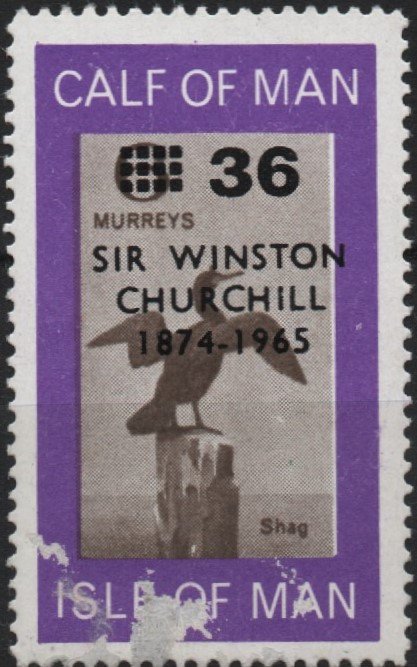 CALF OF MAN
36
MURREYS
SIR WINSTON
CHURCHILL
1874-1965
Shag
ISLE OF MAN